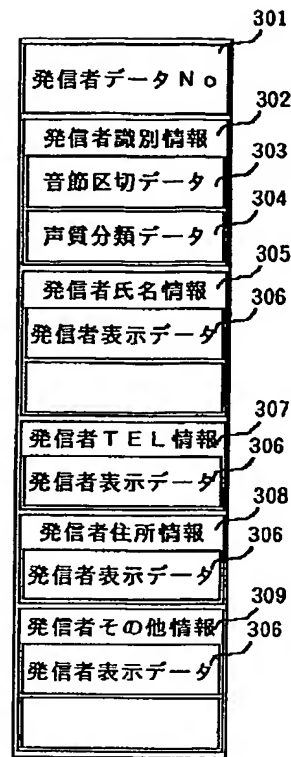 301
発信者データNo
302
発信者識別情報
303
音節区切データ
304
声質分類データ
305
発信者氏名情報
306
発信者表示データ
307
発信者TEL情報
306
発信者表示データ
308
発信者住所情報
306
発信者表示データ
309
発信者その他情報
306
発信者表示データ